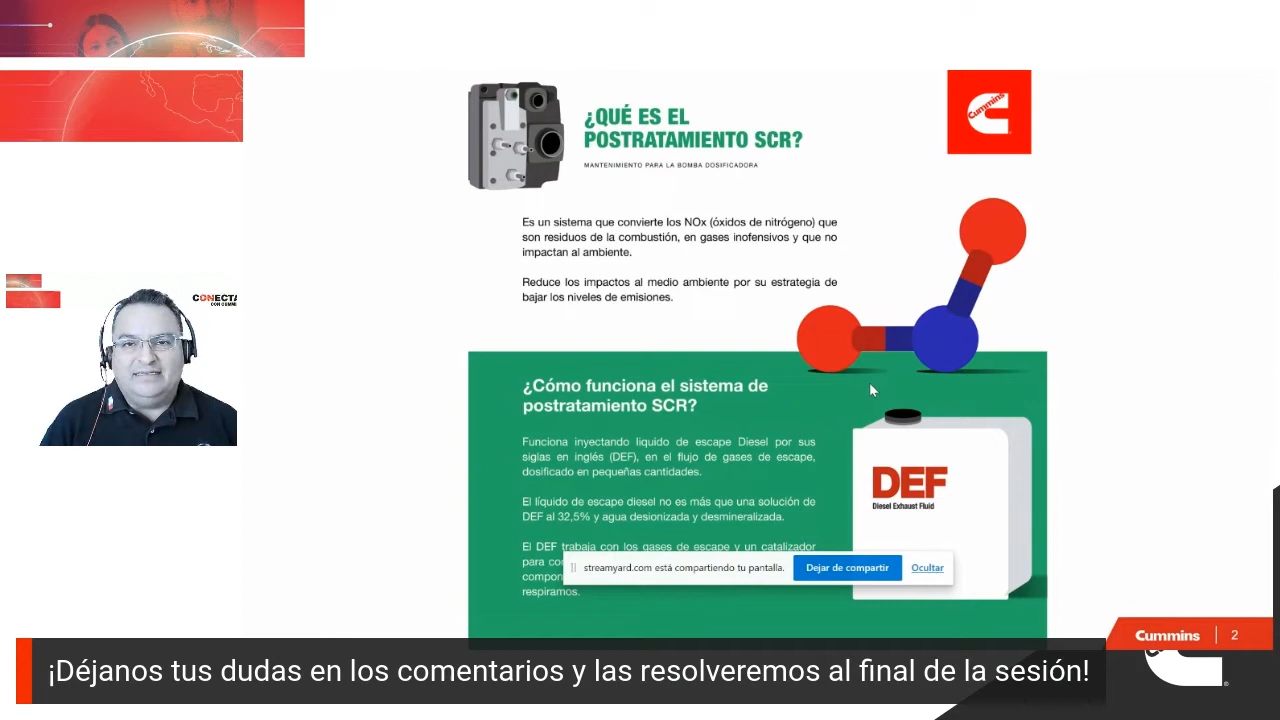 ¿QUÉ ES EL
POSTRATAMIENTO SCR?
MANTENIMIENTO PARA LA BOMBA DOSIFICADORA
Cummins
Es un sistema que convierte los NOx (óxidos de nitrógeno) que
son residuos de la combustión, en gases inofensivos y que no
impactan al ambiente.
Reduce los impactos al medio ambiente por su estrategia de
bajar los niveles de emisiones.
¿Cómo funciona el sistema de
postratamiento SCR?
Funciona inyectando liquido de escape Diesel por sus
siglas en inglés (DEF), en el flujo de gases de escape,
dosificado en pequeñas cantidades.
El líquido de escape diesel no es más que una solución de
DEF al 32,5% y agua desionizada y desmineralizada.
El DEF trabaja con los gases de escape y un catalizador
para
respiramos.
DEF
Diesel Exhaust Fluid
streamyard.com está compartiendo tu pantalla.
Dejar de compartir
Ocultar
Cummins
2
¡Déjanos tus dudas en los comentarios y las resolveremos al final de la sesión!